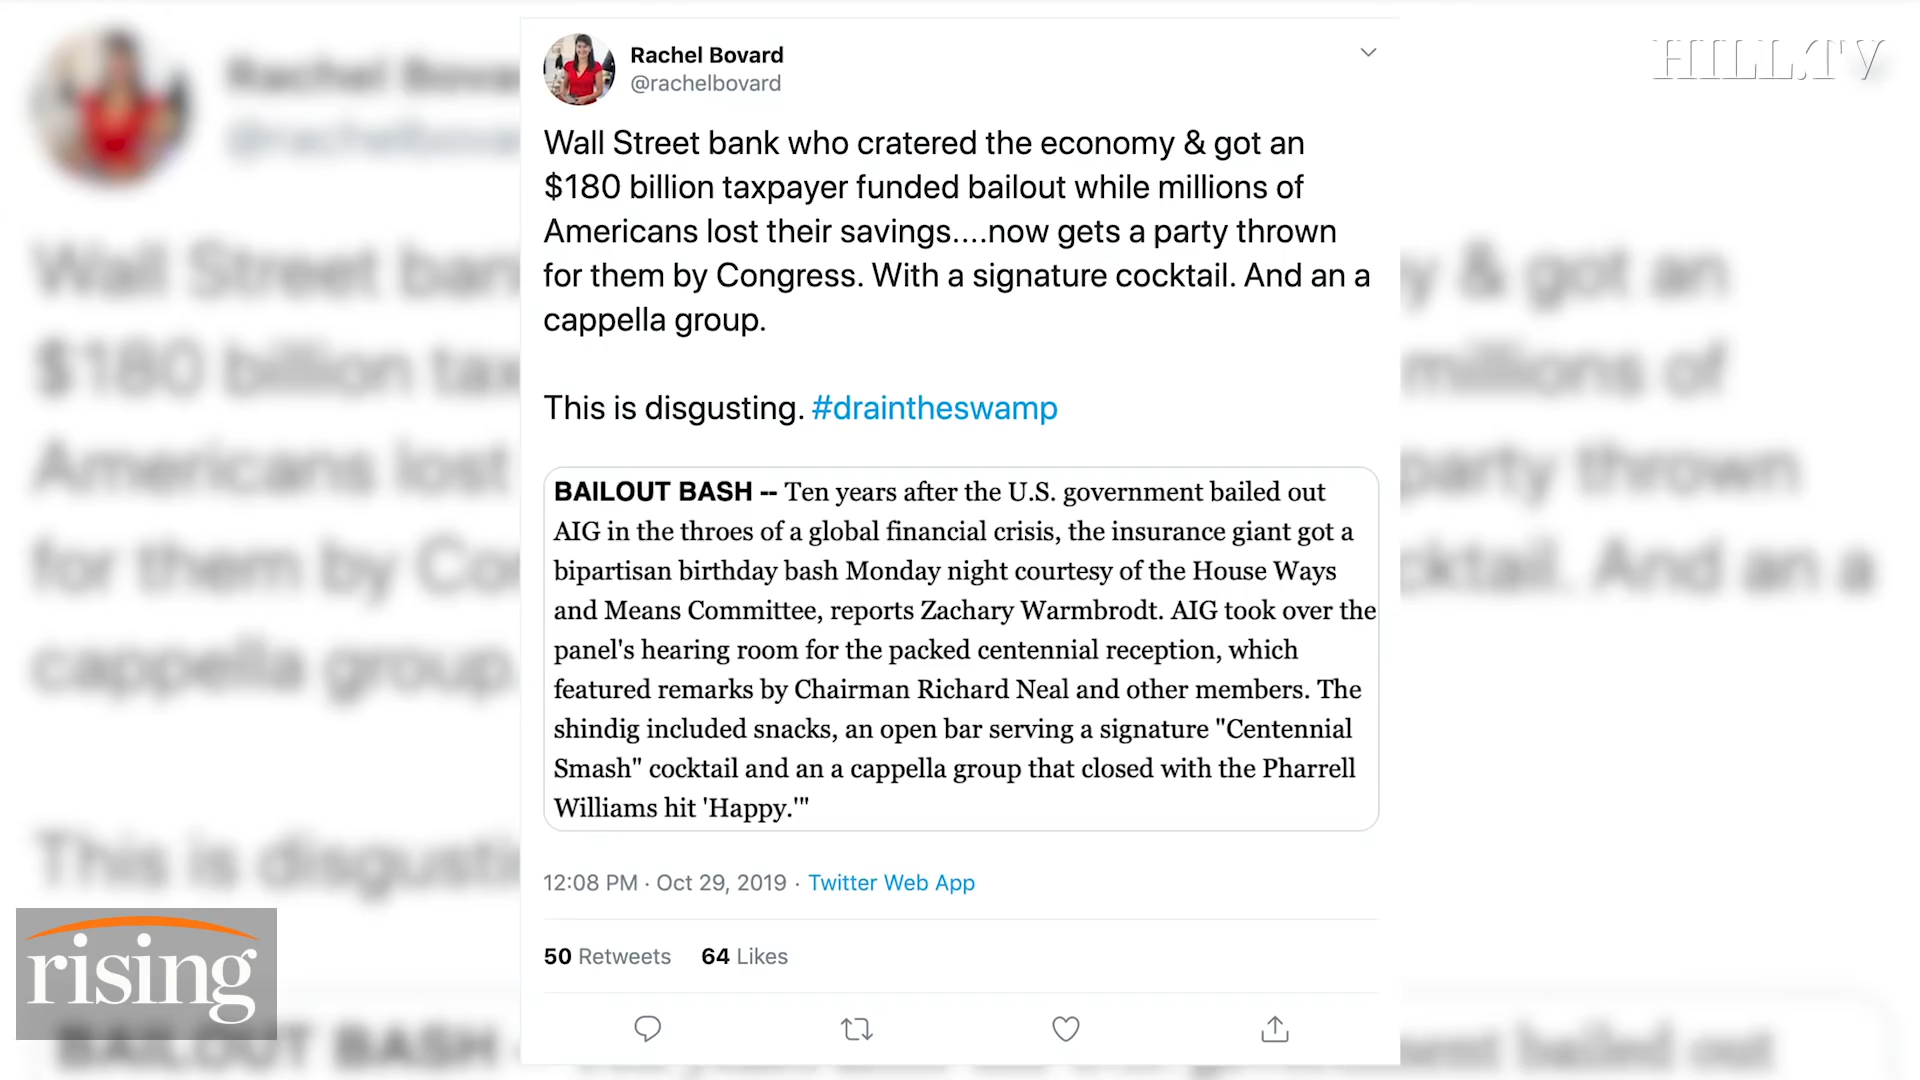 HILL.TV
Rachel Bovard
@rachelbovard
Wall Street bank who cratered the economy & got an
$180 billion taxpayer funded bailout while millions of
Americans lost their savings....now gets a party thrown
for them by Congress. With a signature cocktail. And an a
cappella group.
This is disgusting. #draintheswamp
BAILOUT BASH -- Ten years after the U.S. government bailed out
AIG in the throes of a global financial crisis, the insurance giant got a
bipartisan birthday bash Monday night courtesy of the House Ways
and Means Committee, reports Zachary Warmbrodt. AIG took over the
panel's hearing room for the packed centennial reception, which
featured remarks by Chairman Richard Neal and other members. The
shindig included snacks, an open bar serving a signature "Centennial
Smash" cocktail and an a cappella group that closed with the Pharrell
Williams hit 'Happy.'"
12:08 PM · Oct 29, 2019 · Twitter Web App
50 Retweets 64 Likes
rising